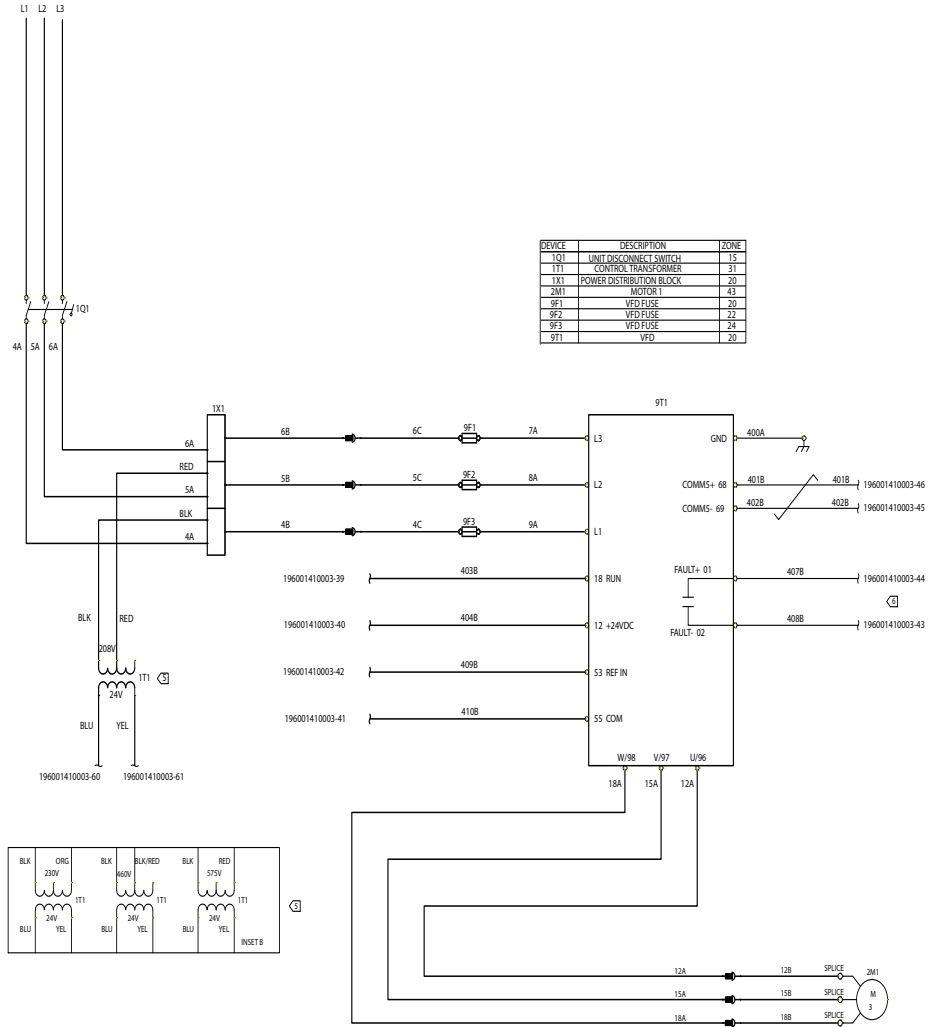 L1 L2 L3
DEVICE DESCRIPTION ZONE
1Q1 UNIT DISCONNECT SWITCH 15
1T1 CONTROL TRANSFORMER 31
1X1 POWER DISTRIBUTION BLOCK 20
2M1 MOTOR 1 43
9F1 VFD FUSE 20
9F2 VFD FUSE 22
9F3 VFD FUSE 24
9T1 VFD 20
1Q1
4A 5A 6A
1X1
9T1
6A
6B 6C 9F1 7A L3
GND 400A
RED
5A
5B 5C 9F2 8A L2
COMM5+ 68 401B 401B 196001410003-46
COMM5- 69 402B 402B 196001410003-45
BLK
4A
4B 4C 9F3 9A L1
196001410003-39 403B 18 RUN
FAULT+ 01 407B 196001410003-44
6
196001410003-40 404B 12 +24VDC
FAULT- 02 408B 196001410003-43
196001410003-42 409B 53 REF IN
196001410003-41 410B 55 COM
BLK RED
208V
1T1 5
24V
BLU YEL
196001410003-60 196001410003-61
W/98 V/97 U/96
18A 15A 12A
BLK ORG BLK BLK/RED BLK RED
230V 460V 575V
1T1 1T1 1T1
24V 24V 24V
BLU YEL BLU YEL BLU YEL
INSET B
5
12A 12B SPLICE 2M1
15A 15B SPLICE M
3
18A 18B SPLICE